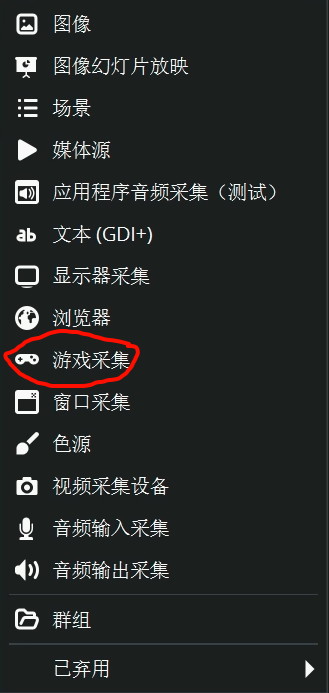 图像
图像幻灯片放映
场景
媒体源
应用程序音频采集（测试）
文本 (GDI+)
显示器采集
浏览器
游戏采集
窗口采集
色源
视频采集设备
音频输入采集
音频输出采集
群组
已弃用